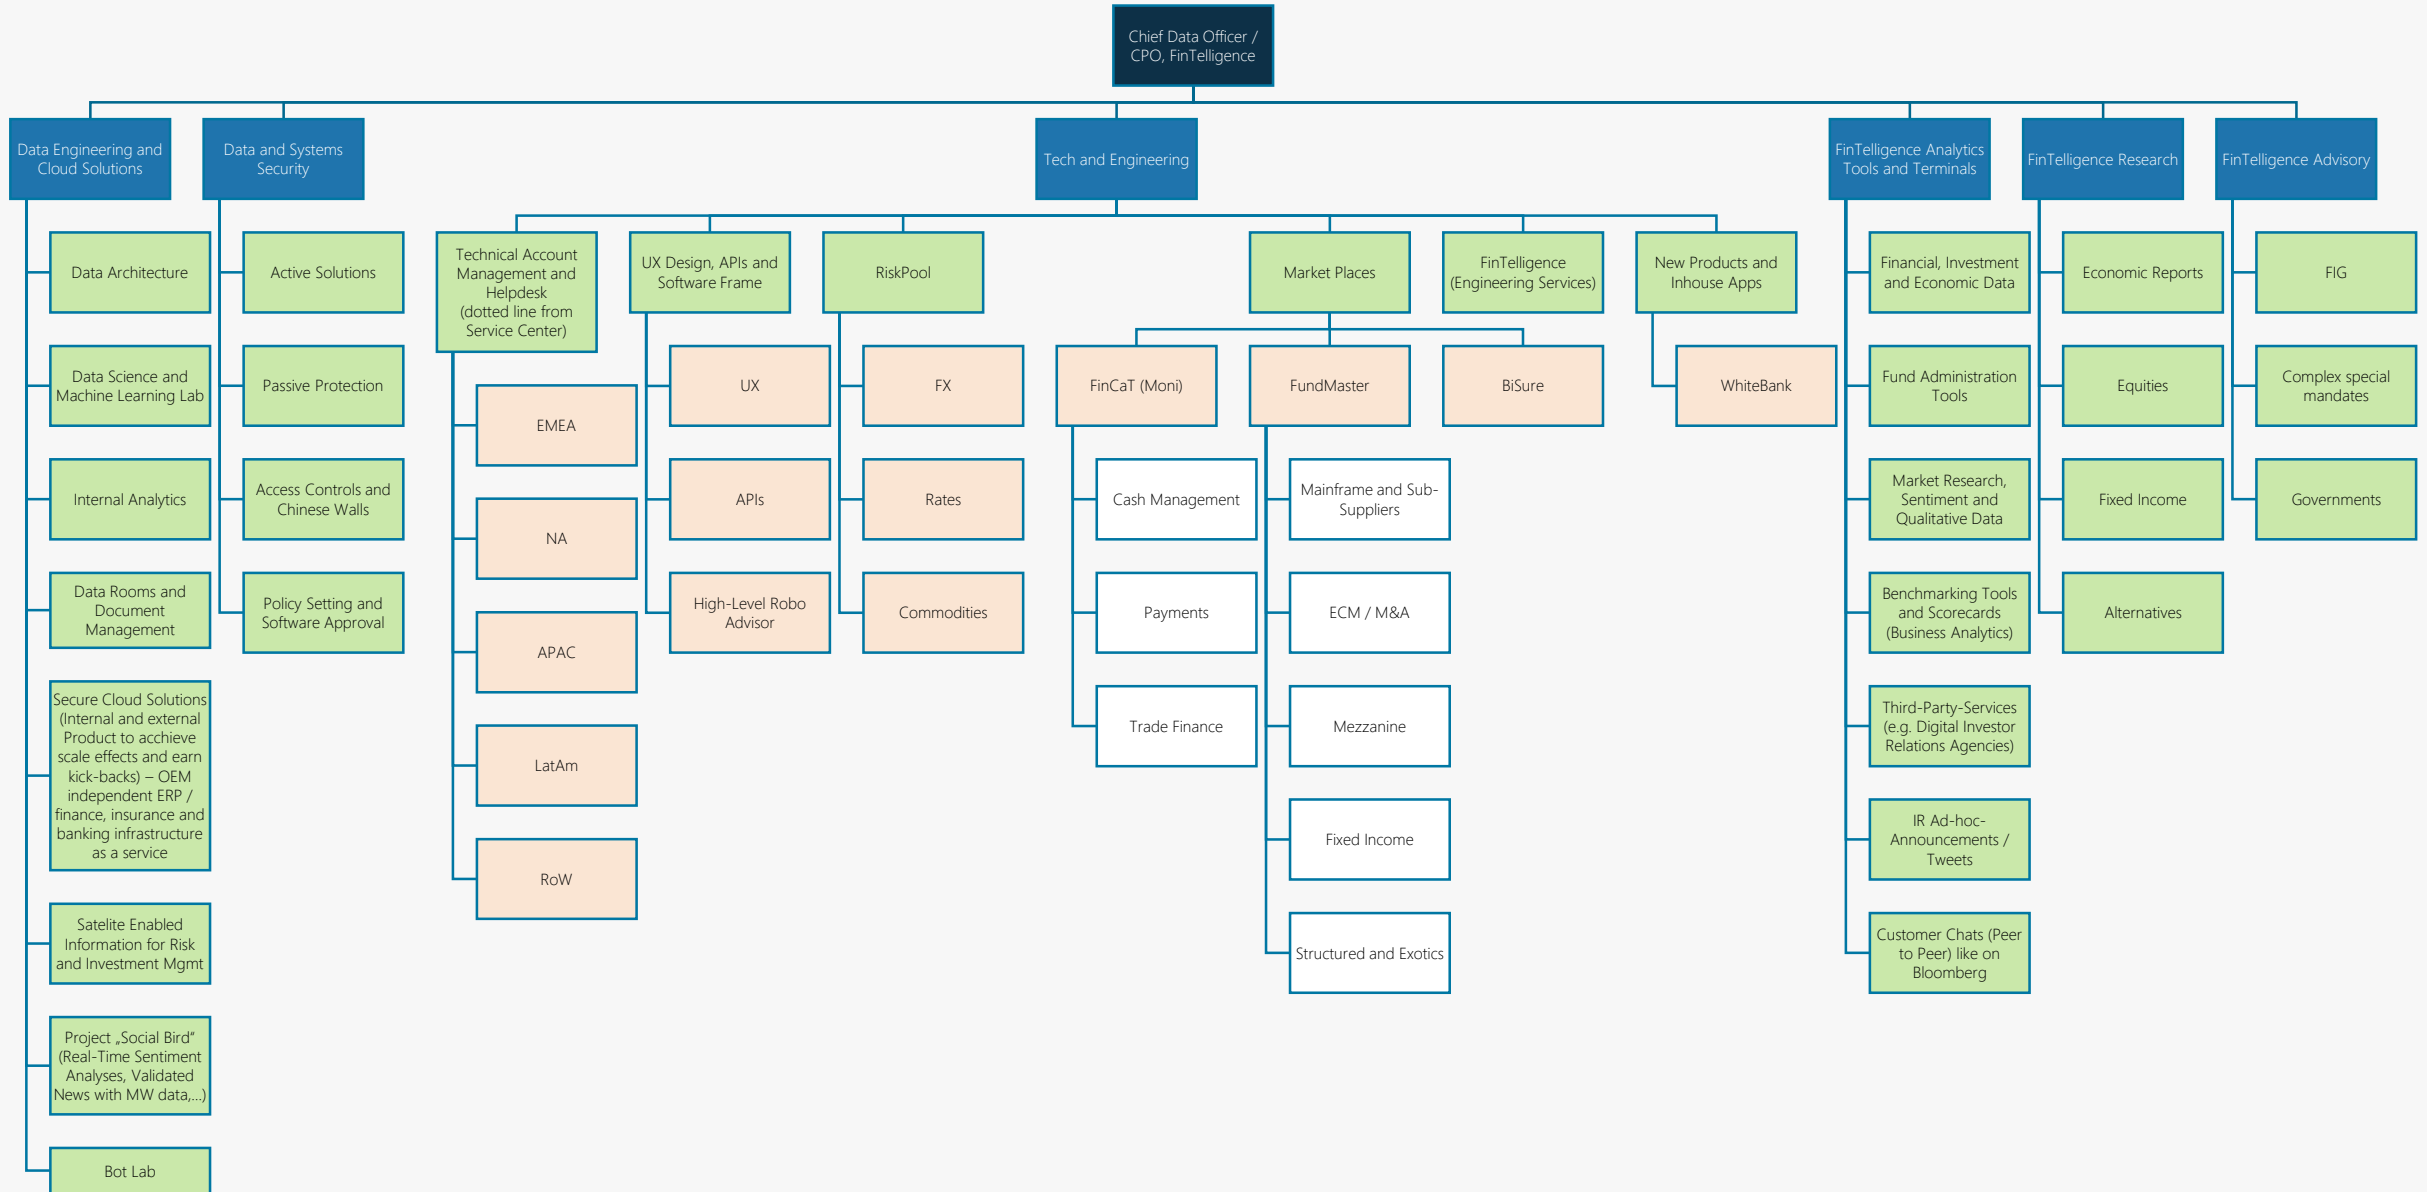 Chief Data Officer /
CPO, FinTelligence
Data Engineering and
Cloud Solutions
Data and Systems
Security
Tech and Engineering
FinTelligence Analytics
Tools and Terminals
FinTelligence Research
FinTelligence Advisory
Data Architecture
Data Science and
Machine Learning Lab
Internal Analytics
Data Rooms and
Document
Management
Secure Cloud Solutions
(Internal and external
Product to acchieve
scale effects and earn
kick-backs) – OEM
independent ERP /
finance, insurance and
banking infrastructure
as a service
Satelite Enabled
Information for Risk
and Investment Mgmt
Project „Social Bird“
(Real-Time Sentiment
Analyses, Validated
News with MW data,...)
Bot Lab
Active Solutions
Passive Protection
Access Controls and
Chinese Walls
Policy Setting and
Software Approval
Technical Account
Management and
Helpdesk
(dotted line from
Service Center)
EMEA
NA
APAC
LatAm
RoW
UX Design, APIs and
Software Frame
UX
APIs
High-Level Robo
Advisor
RiskPool
FX
Rates
Commodities
Market Places
FinCaT (Moni)
Cash Management
Payments
Trade Finance
FundMaster
Mainframe and Sub-
Suppliers
ECM / M&A
Mezzanine
Fixed Income
Structured and Exotics
BiSure
FinTelligence
(Engineering Services)
New Products and
Inhouse Apps
WhiteBank
Financial, Investment
and Economic Data
Fund Administration
Tools
Market Research,
Sentiment and
Qualitative Data
Benchmarking Tools
and Scorecards
(Business Analytics)
Third-Party-Services
(e.g. Digital Investor
Relations Agencies)
IR Ad-hoc-
Announcements /
Tweets
Customer Chats (Peer
to Peer) like on
Bloomberg
Economic Reports
Equities
Fixed Income
Alternatives
FIG
Complex special
mandates
Governments